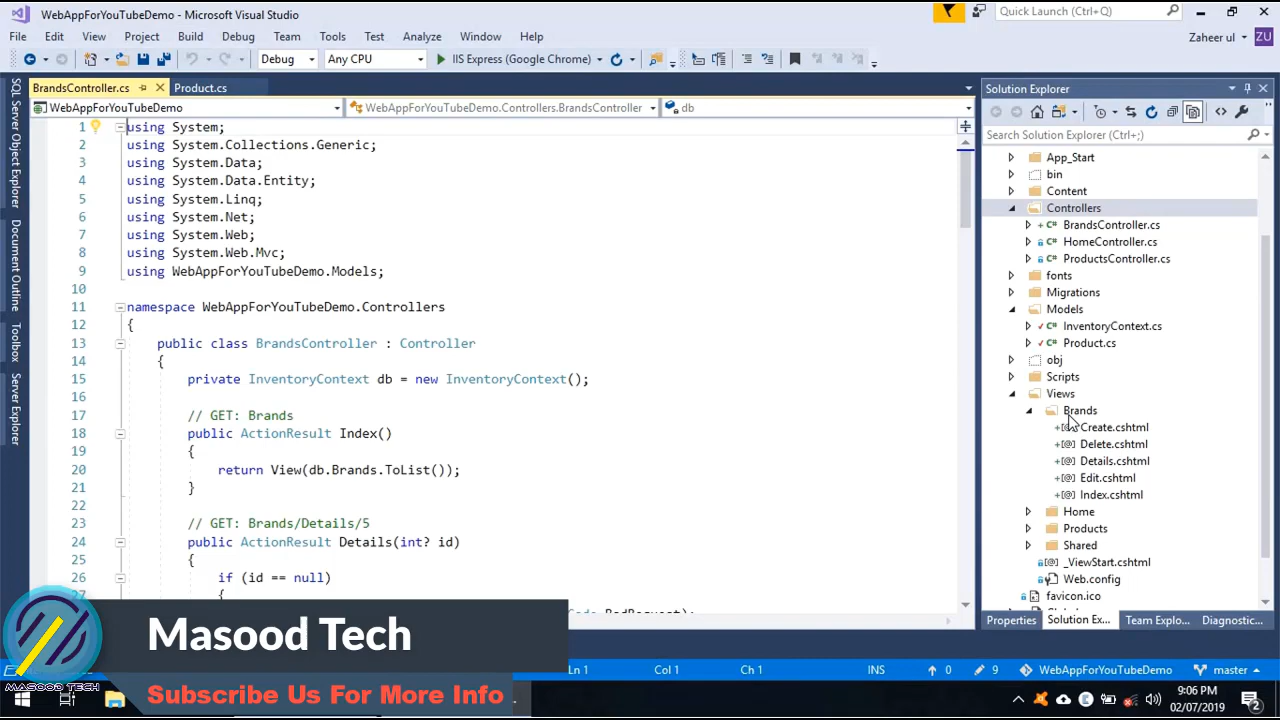 WebAppForYouTubeDemo - Microsoft Visual Studio
Quick Launch (Ctrl+Q)
File Edit View Project Build Debug Team Tools Test Analyze Window Help
Zaheer ul ZU
Debug Any CPU IIS Express (Google Chrome)
SQL Server Object Explorer
Document Outline
Toolbox
Server Explorer
BrandsController.cs Product.cs
WebAppForYouTubeDemo WebAppForYouTubeDemo.Controllers.BrandsController db
1 using System;
2 using System.Collections.Generic;
3 using System.Data;
4 using System.Data.Entity;
5 using System.Linq;
6 using System.Net;
7 using System.Web;
8 using System.Web.Mvc;
9 using WebAppForYouTubeDemo.Models;
10
11 namespace WebAppForYouTubeDemo.Controllers
12 {
13 public class BrandsController : Controller
14 {
15 private InventoryContext db = new InventoryContext();
16
17 // GET: Brands
18 public ActionResult Index()
19 {
20 return View(db.Brands.ToList());
21 }
22
23 // GET: Brands/Details/5
24 public ActionResult Details(int? id)
25 {
26 if (id == null)
27 {
Solution Explorer
Search Solution Explorer (Ctrl+;)
App_Start
bin
Content
Controllers
BrandsController.cs
HomeController.cs
ProductsController.cs
fonts
Migrations
Models
InventoryContext.cs
Product.cs
obj
Scripts
Views
Brands
Create.cshtml
Delete.cshtml
Details.cshtml
Edit.cshtml
Index.cshtml
Home
Products
Shared
_ViewStart.cshtml
Web.config
favicon.ico
Properties Solution Ex... Team Explo... Diagnostic...
Masood Tech
Subscribe Us For More Info
MASOOD TECH
Ln 1 Col 1 Ch 1 INS 0 9 WebAppForYouTubeDemo master
9:06 PM
02/07/2019
2